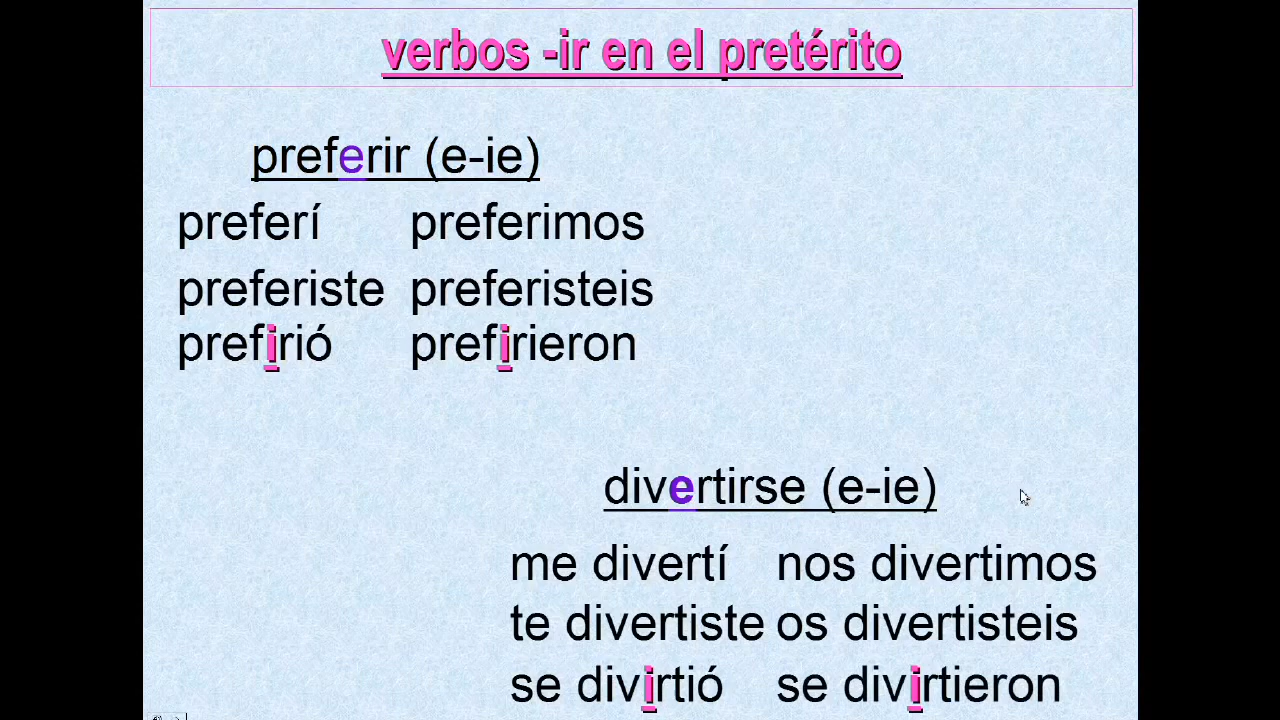 verbos -ir en el pretérito
preferir (e-ie)
preferí preferimos
preferiste preferisteis
prefirió prefirieron
divertirse (e-ie)
me divertí nos divertimos
te divertiste os divertisteis
se divirtió se divirtieron